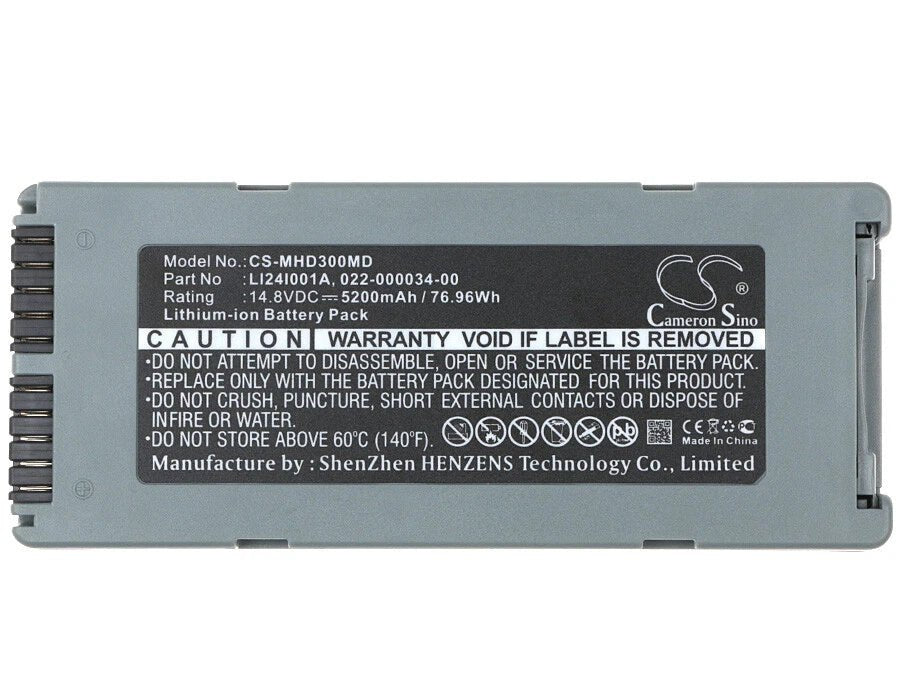 Model No.: CS-MHD300MD
Part No : LI24I001A, 022-000034-00
Rating : 14.8VDC⎓5200mAh / 76.96Wh
Lithium-ion Battery Pack
CS ®
Cameron Sino
CAUTION WARRANTY VOID IF LABEL IS REMOVED
•DO NOT ATTEMPT TO DISASSEMBLE, OPEN OR SERVICE THE BATTERY PACK.
•REPLACE ONLY WITH THE BATTERY PACK DESIGNATED FOR THIS DEVICE.
•DO NOT CRUSH, PUNCTURE, SHORT EXTERNAL CONTACTS OR DISPOSE OF
INFIRE OR WATER.
•DO NOT STORE ABOVE 60°C (140°F).
Pb
CE
Made In China
Manufacture by : ShenZhen HENZENS Technology Co., Limited